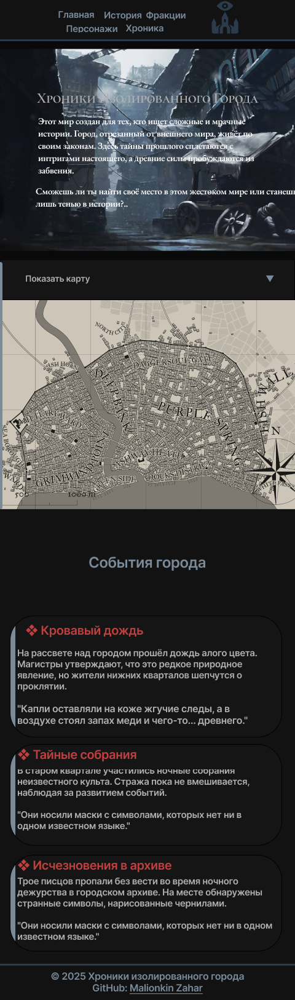 Главная История Фракции
Персонажи Хроника
Хроники Изолированного Города
Этот мир создан для тех, кто ищет сложные и мрачные
истории. Город, отрезанный от внешнего мира, живёт по
своим законам. Здесь тайны прошлого сплетаются с
интригами настоящего, а древние силы пробуждаются из
забвения.
Сможешь ли ты найти своё место в этом жестоком мире или станешь
лишь тенью в истории?..
Показать карту
NORTH CITY
DAGGERSOUL GATE
ASH HORN
DEEP BANK
PURPLE SPRING
MILITARY WARD
N
GRIMWIND POINT
ASHWAY HEATH
DOCKS DISTRICT
WHITE PASS
500 1000 m
События города
❖ Кровавый дождь
На рассвете над городом прошёл дождь алого цвета.
Магистры утверждают, что это редкое природное
явление, но жители нижних кварталов шепчутся о
проклятии.
"Капли оставляли на коже жгучие следы, а в
воздухе стоял запах меди и чего-то... древнего."
❖ Тайные собрания
В старом квартале участились ночные собрания
неизвестного культа. Стража пока не вмешивается,
наблюдая за развитием событий.
"Они носили маски с символами, которых нет ни в
одном известном языке."
❖ Исчезновения в архиве
Трое писцов пропали без вести во время ночного
дежурства в городском архиве. На месте обнаружены
странные символы, нарисованные чернилами.
"Они носили маски с символами, которых нет ни в одном
известном языке."
© 2025 Хроники изолированного города
GitHub: Malionkin Zahar